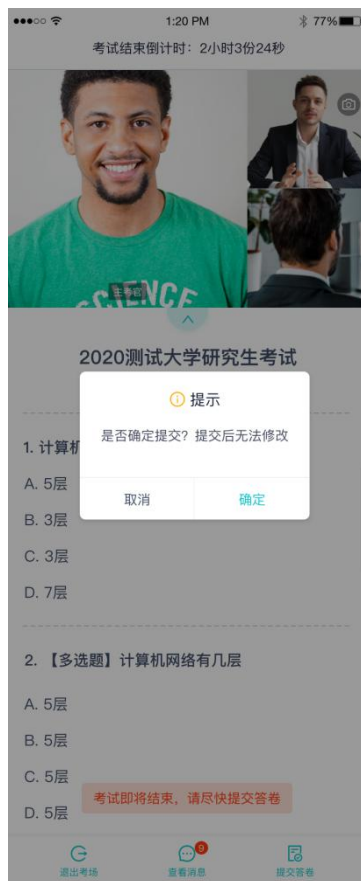 1:20 PM
77%
考试结束倒计时：2小时3份24秒
SCIENCE
主考官
2020测试大学研究生考试
提示
是否确定提交？提交后无法修改
取消
确定
1. 计算机
A. 5层
B. 3层
C. 3层
D. 7层
2. 【多选题】计算机网络有几层
A. 5层
B. 5层
C. 5层
考试即将结束，请尽快提交答卷
D. 5层
9
退出考场
查看消息
提交答卷